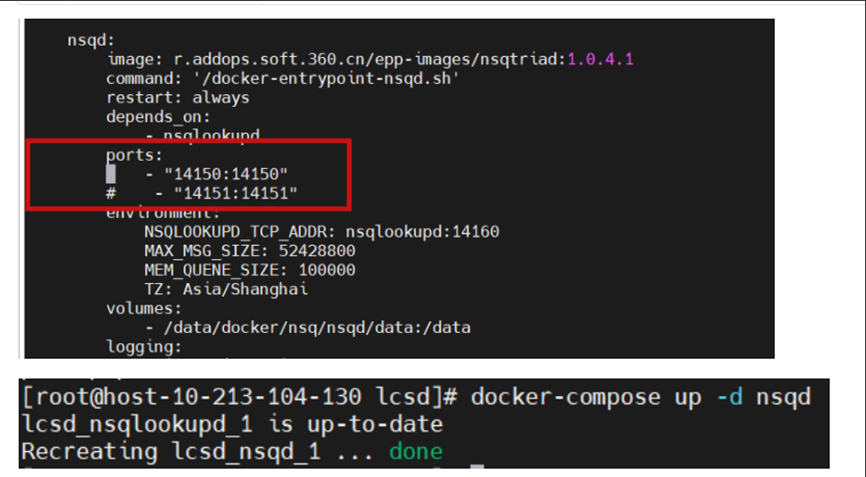 nsqd:
image: r.addops.soft.360.cn/epp-images/nsqtriad:1.0.4.1
command: '/docker-entrypoint-nsqd.sh'
restart: always
depends_on:
- nsqlookupd
ports:
- "14150:14150"
# - "14151:14151"
environment:
NSQLOOKUPD_TCP_ADDR: nsqlookupd:14160
MAX_MSG_SIZE: 52428800
MEM_QUENE_SIZE: 100000
TZ: Asia/Shanghai
volumes:
- /data/docker/nsq/nsqd/data:/data
logging:
[root@host-10-213-104-130 lcsd]# docker-compose up -d nsqd
lcsd_nsqlookupd_1 is up-to-date
Recreating lcsd_nsqd_1 ... done